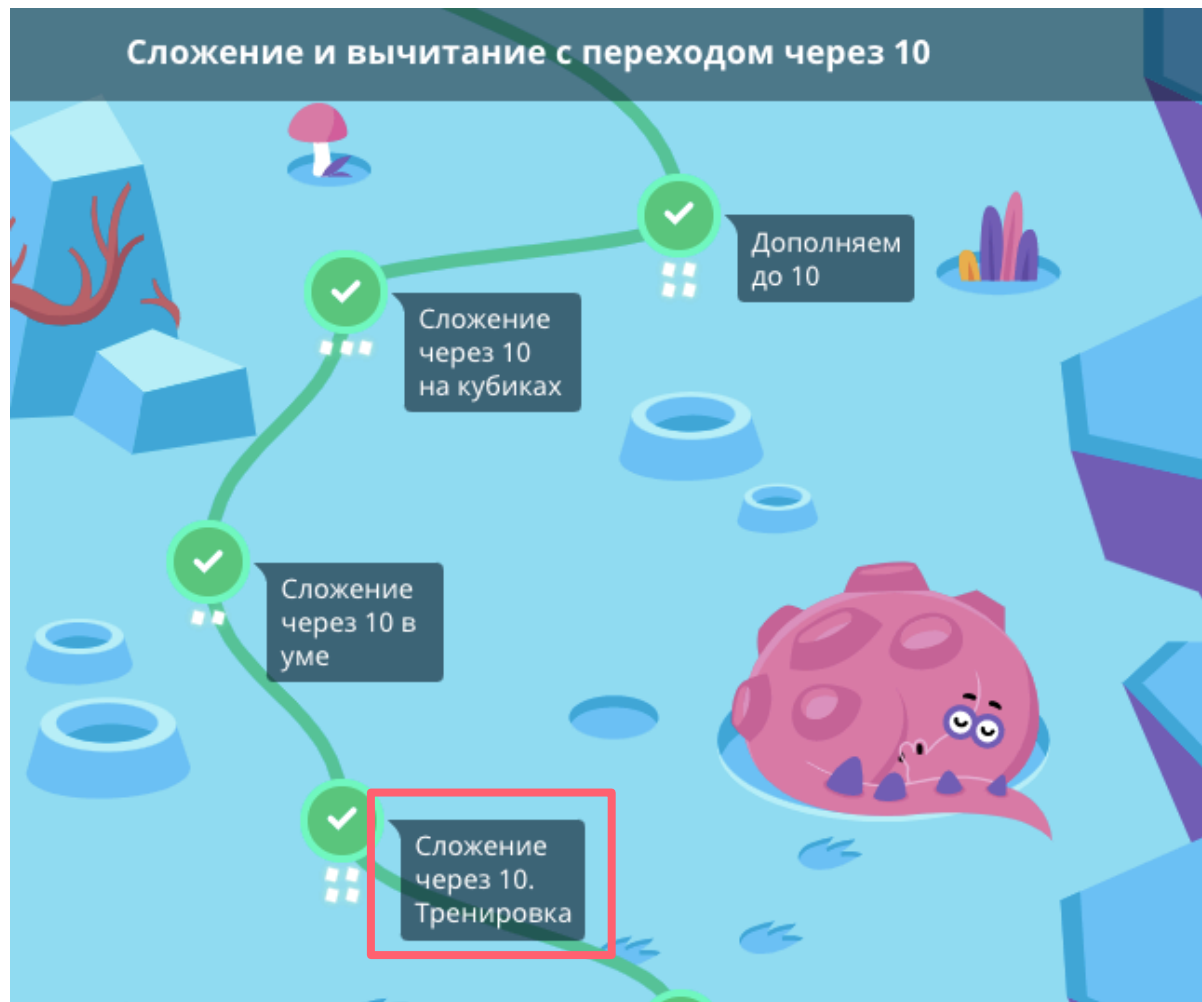 Сложение и вычитание с переходом через 10
Дополняем
до 10
Сложение
через 10
на кубиках
Сложение
через 10 в
уме
Сложение
через 10.
Тренировка